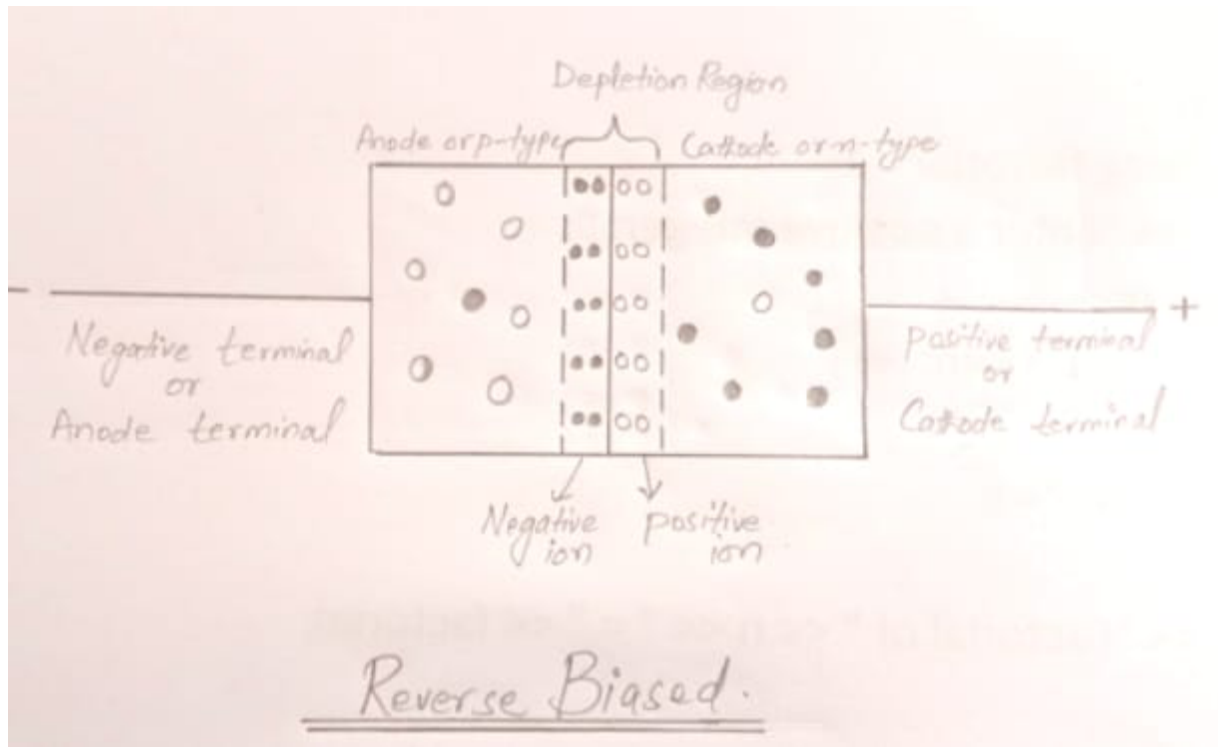 Depletion Region
Anode or p-type
Cathode or n-type
-
+
Negative terminal
or
Anode terminal
Positive terminal
or
Cathode terminal
Negative
ion
positive
ion
Reverse Biased.